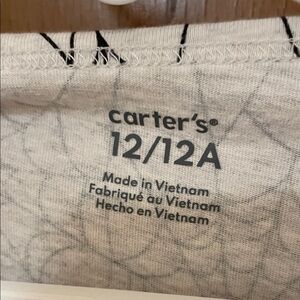 carter's®
12/12A
Made in Vietnam
Fabriqué au Vietnam
Hecho en Vietnam